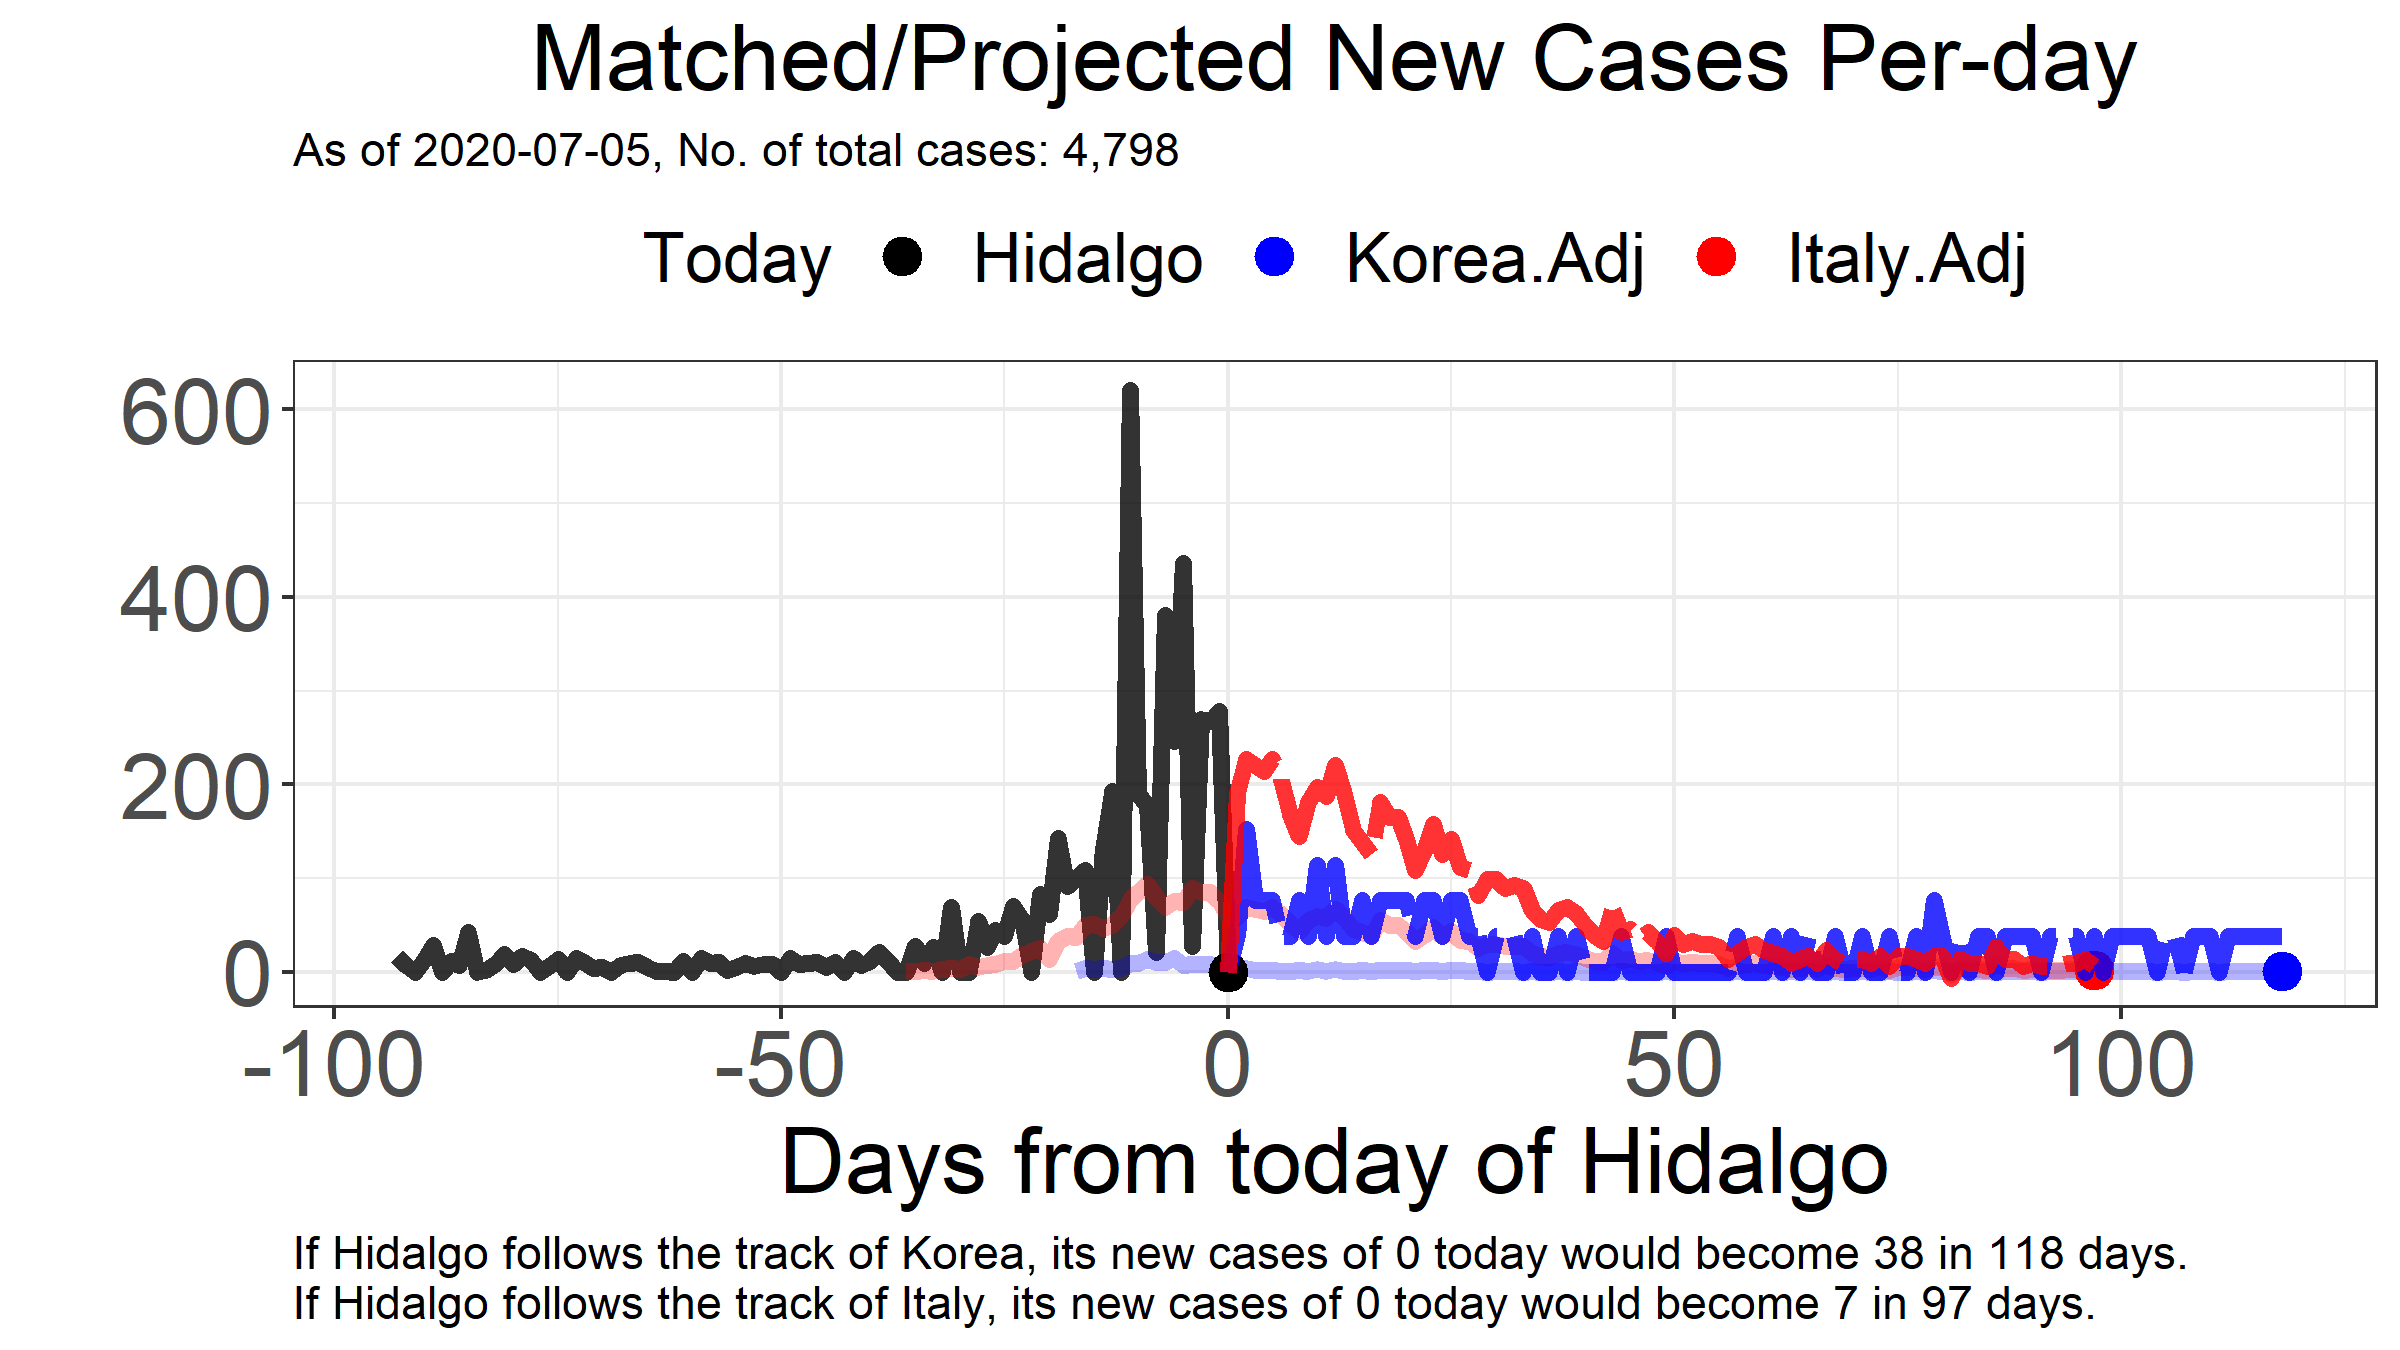 Matched/Projected New Cases Per-day
As of 2020-07-05, No. of total cases: 4,798
Today Hidalgo Korea.Adj Italy.Adj
600
400
200
0
-100 -50 0 50 100
Days from today of Hidalgo
If Hidalgo follows the track of Korea, its new cases of 0 today would become 38 in 118 days.
If Hidalgo follows the track of Italy, its new cases of 0 today would become 7 in 97 days.